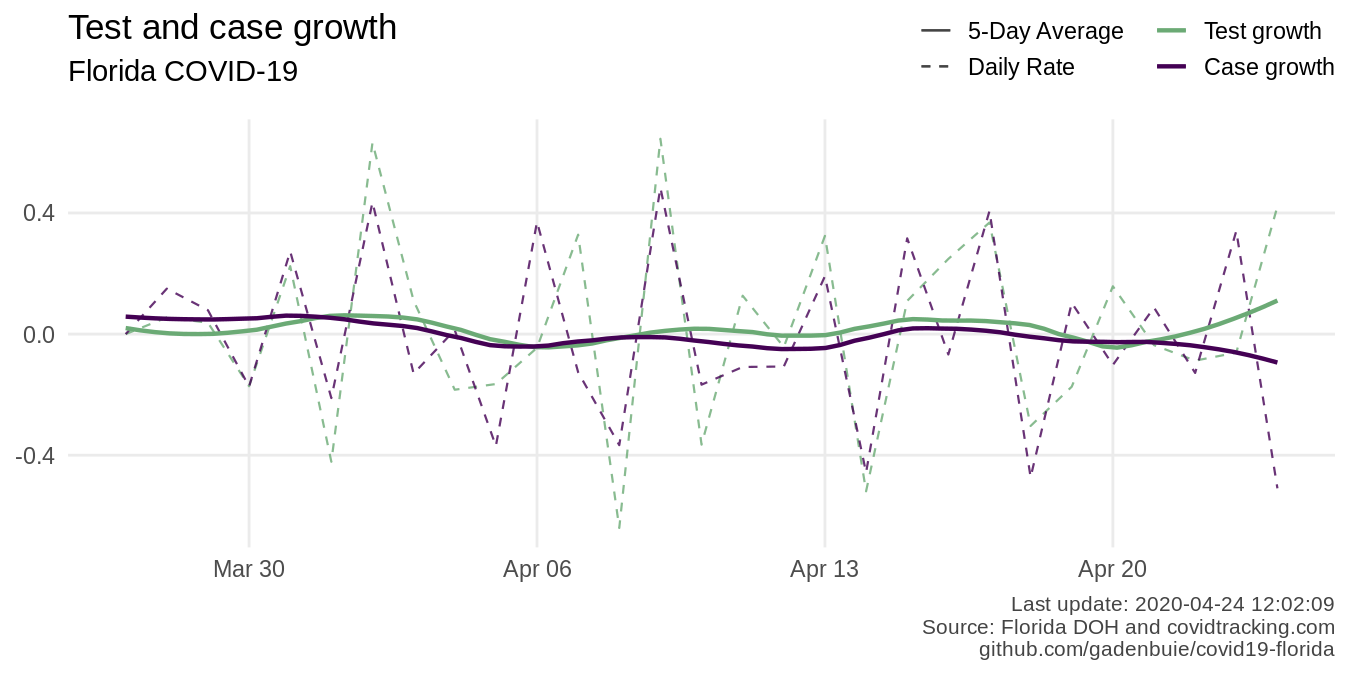 Test and case growth
Florida COVID-19
5-Day Average
Test growth
Daily Rate
Case growth
0.4
0.0
-0.4
Mar 30
Apr 06
Apr 13
Apr 20
Last update: 2020-04-24 12:02:09
Source: Florida DOH and covidtracking.com
github.com/gadenbuie/covid19-florida